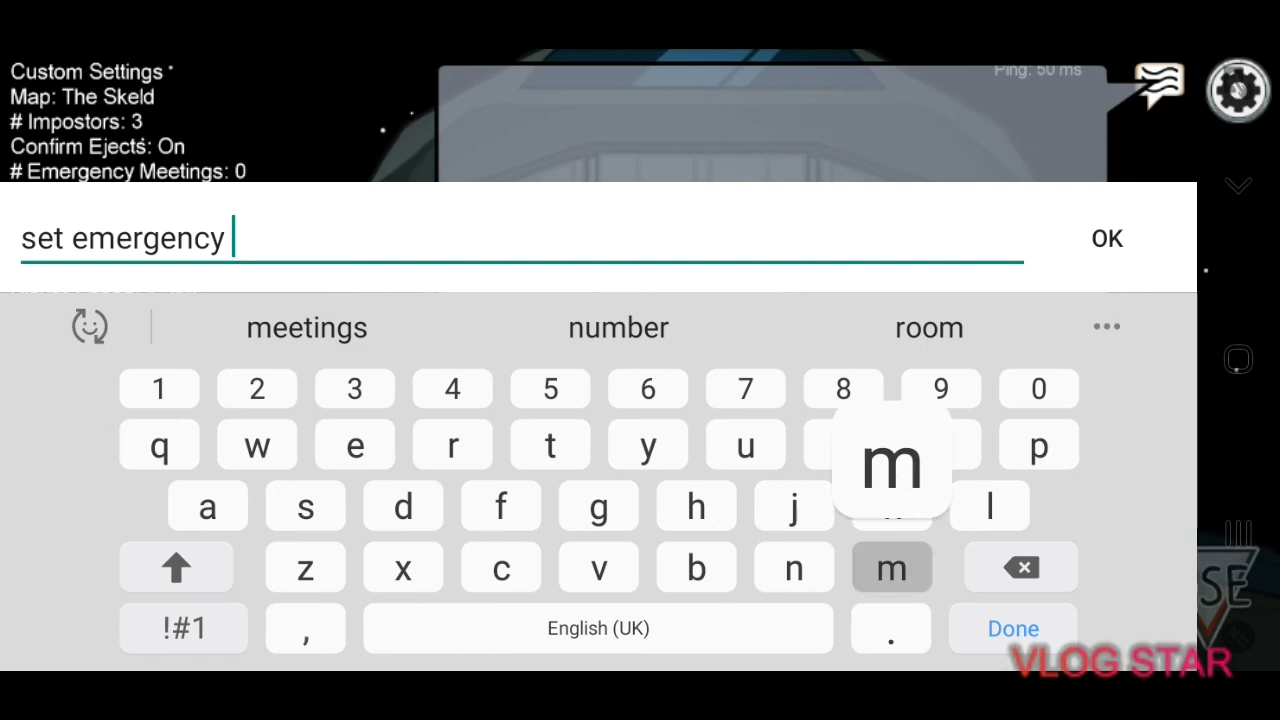 Custom Settings
Map: The Skeld
# Impostors: 3
Confirm Ejects: On
# Emergency Meetings: 0
Ping: 50 ms
set emergency
OK
meetings number room
1 2 3 4 5 6 7 8 9 0
q w e r t y u p
m
a s d f g h j l
z x c v b n m
!#1 , English (UK) . Done
VLOG STAR